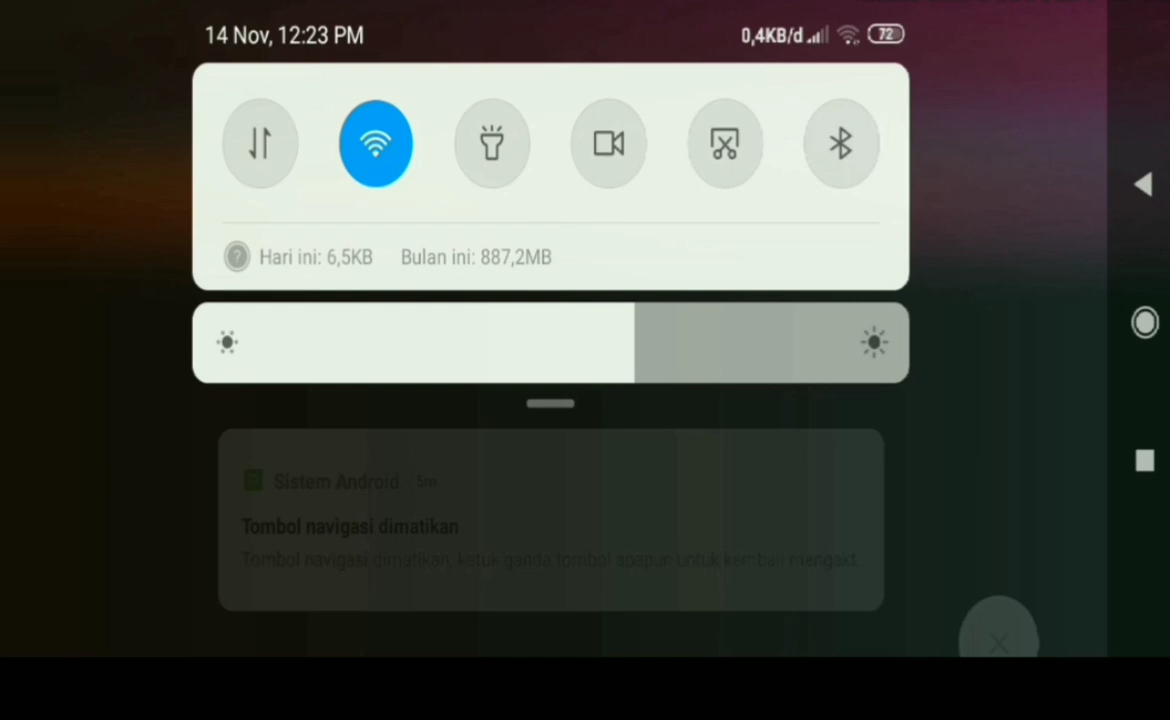 14 Nov, 12:23 PM
0,4KB/d
72
Hari ini: 6,5KB Bulan ini: 887,2MB
Sistem Android 5m
Tombol navigasi dimatikan
Tombol navigasi dimatikan, ketuk ganda tombol apapun untuk kembali mengakt.